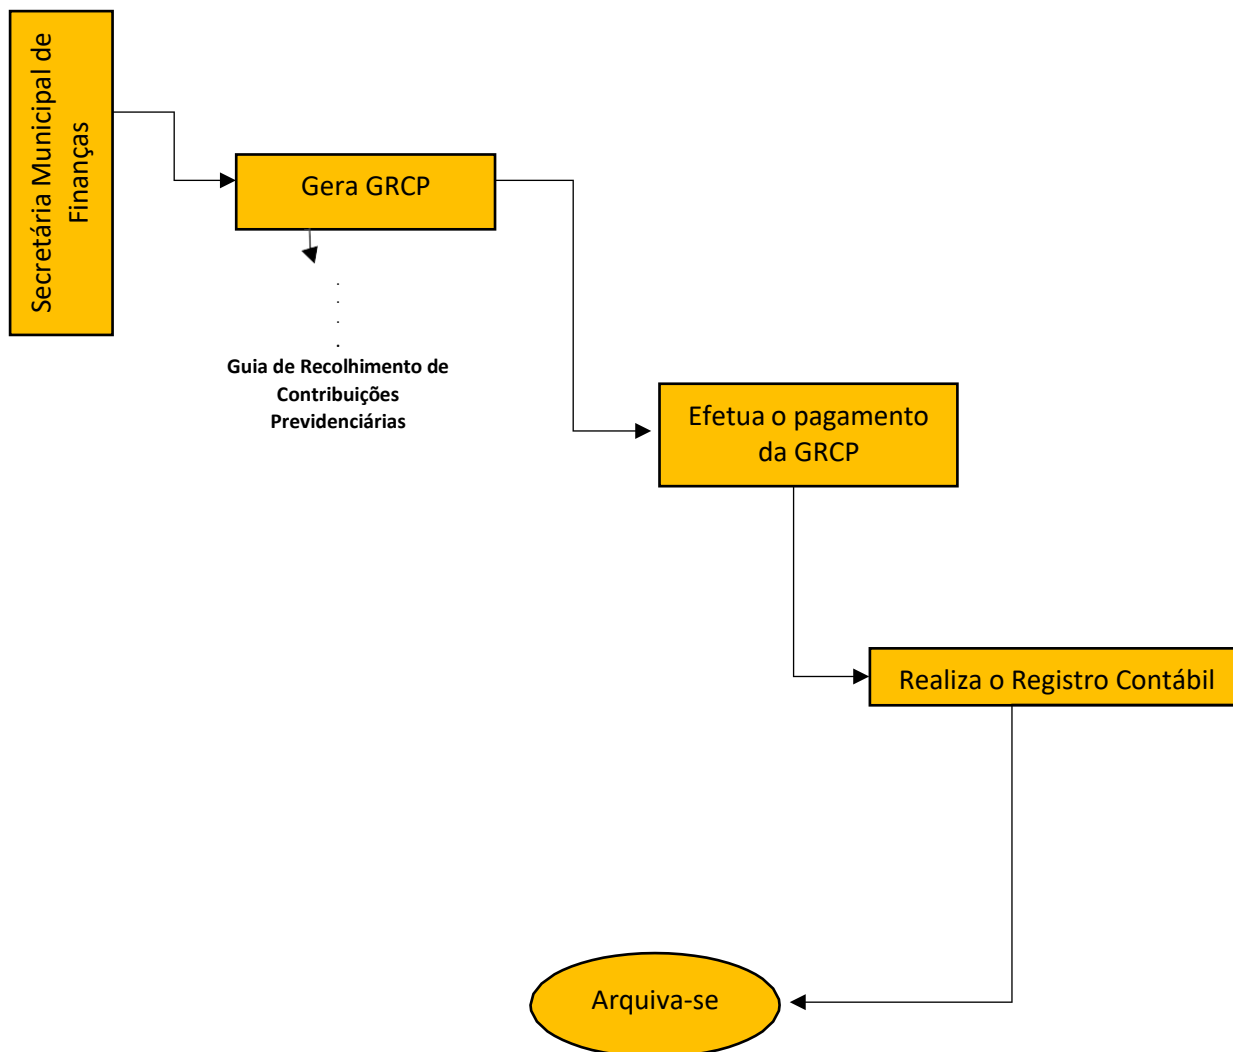 Secretária Municipal de
Finanças
Gera GRCP
.
.
.
.
Guia de Recolhimento de
Contribuições
Previdenciárias
Efetua o pagamento
da GRCP
Realiza o Registro Contábil
Arquiva-se